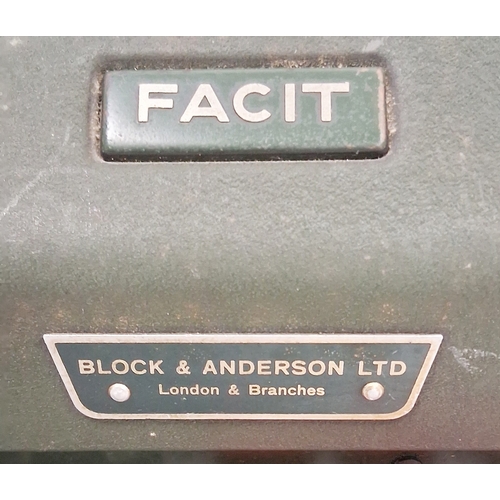 FACIT
BLOCK & ANDERSON LTD
London & Branches